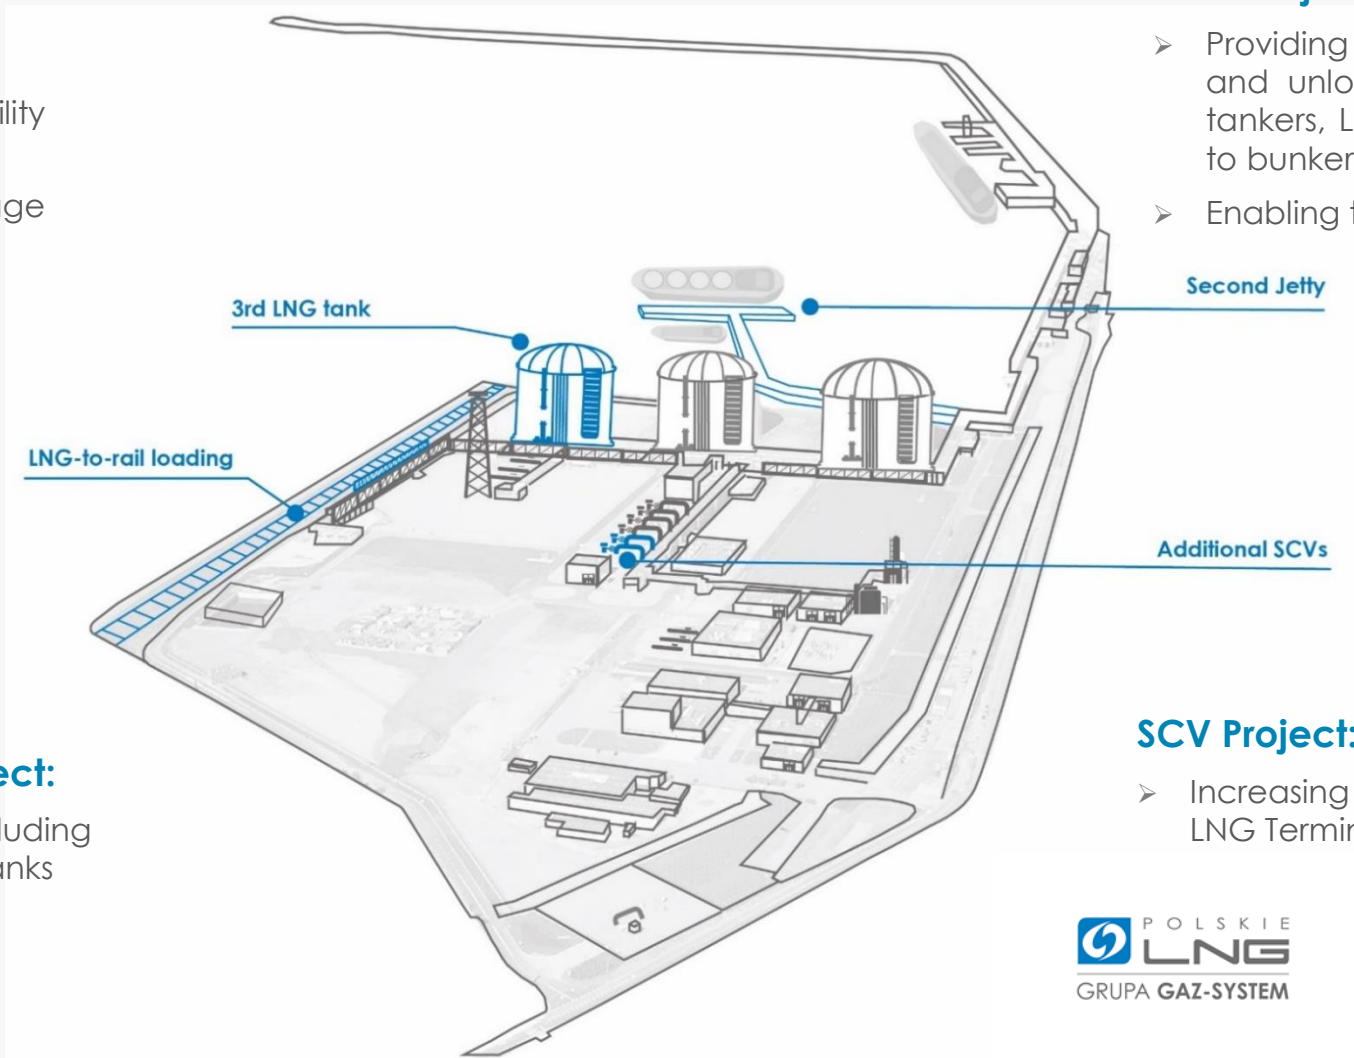 Providing
and unlo
tankers, L
to bunker
Enabling
ility
ge
3rd LNG tank
Second Jetty
LNG-to-rail loading
Additional SCVs
ect:
luding
anks
SCV Project:
Increasing
LNG Termin
POLSKIE
LNG
GRUPA GAZ-SYSTEM